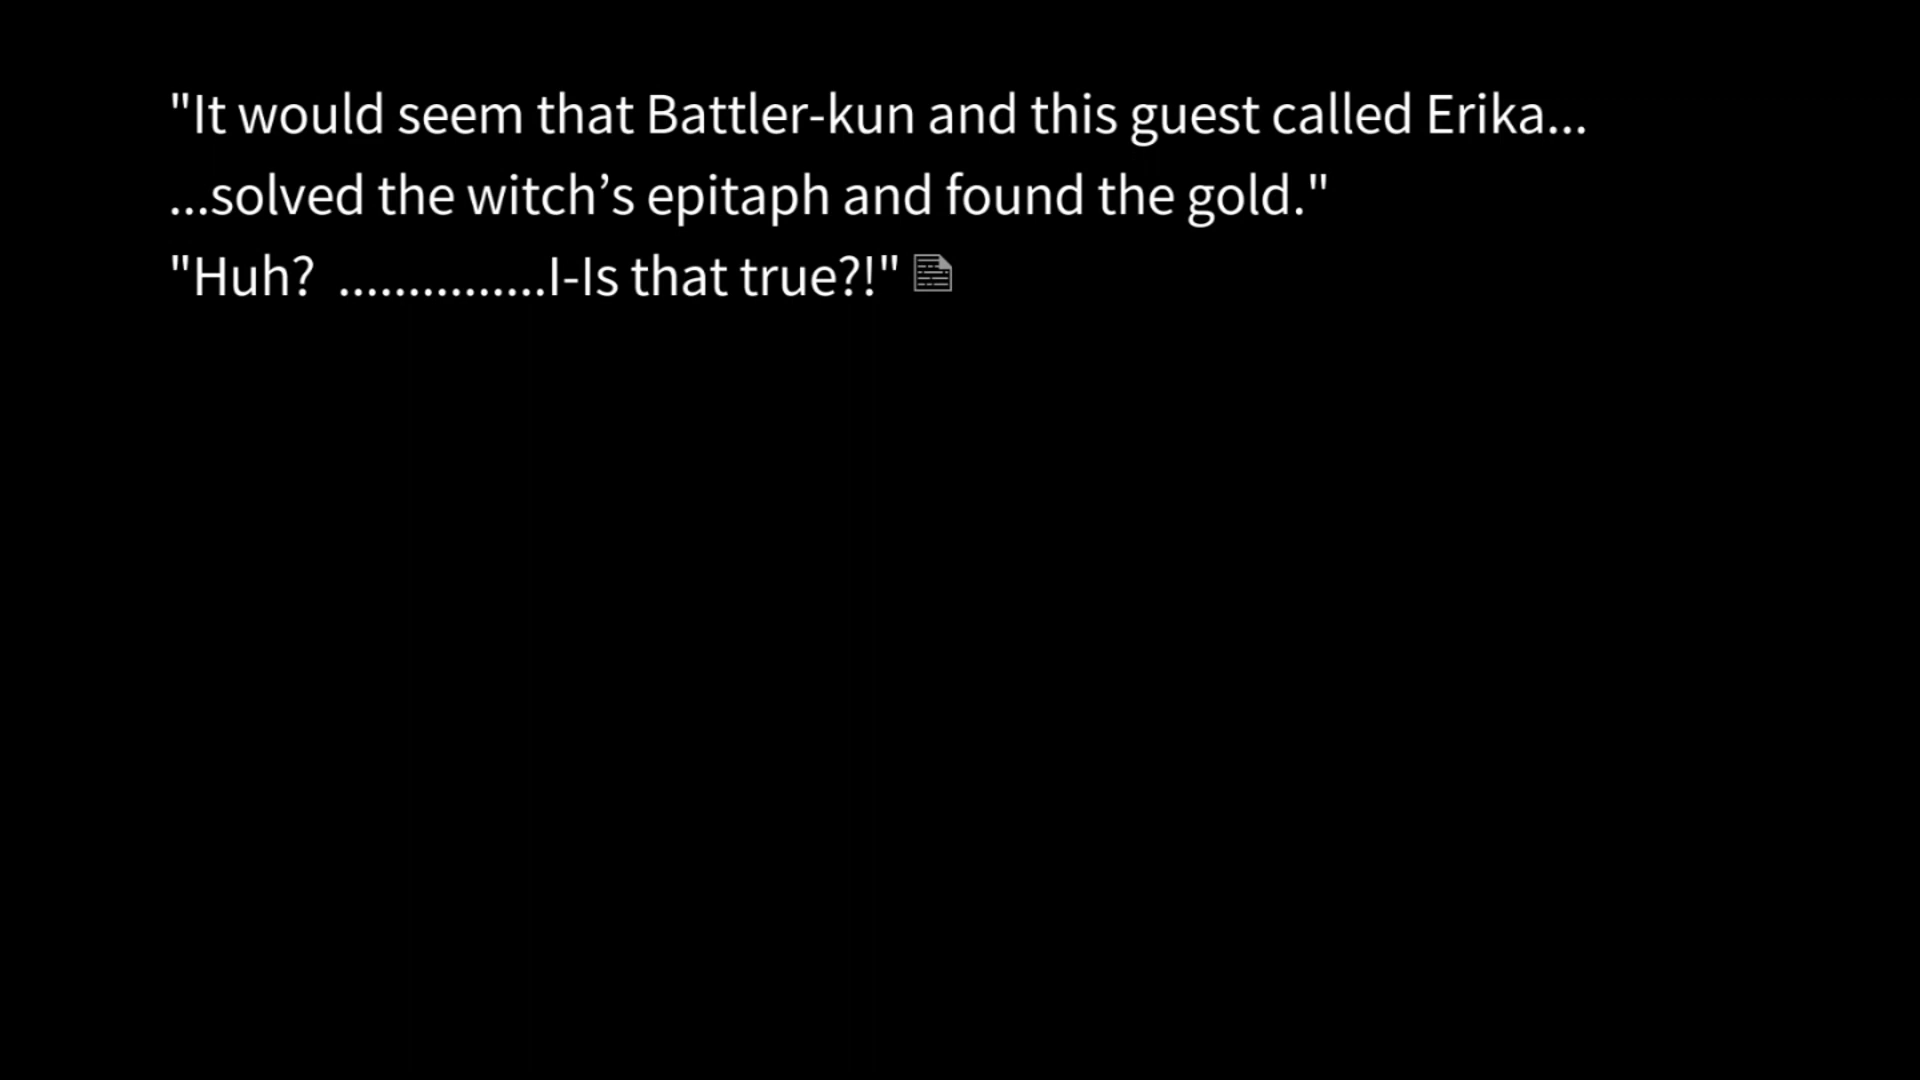 "It would seem that Battler-kun and this guest called Erika...
...solved the witch’s epitaph and found the gold."
"Huh?  ...............I-Is that true?!"